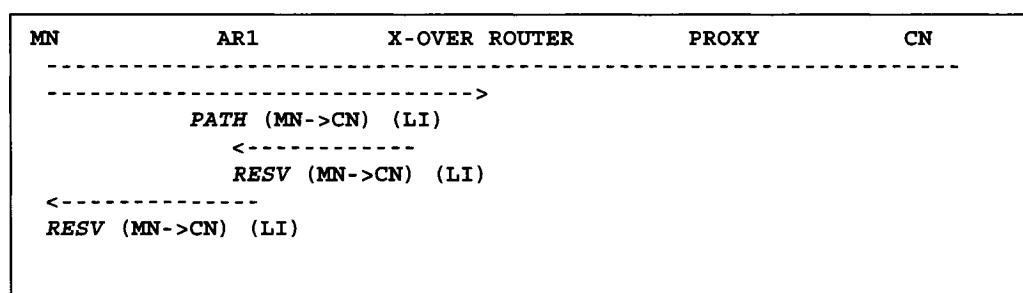 MN AR1 X-OVER ROUTER PROXY CN
----------------------------------------------------------------
------------------------------>
PATH (MN->CN) (LI)
<-------------
RESV (MN->CN) (LI)
<---------------
RESV (MN->CN) (LI)